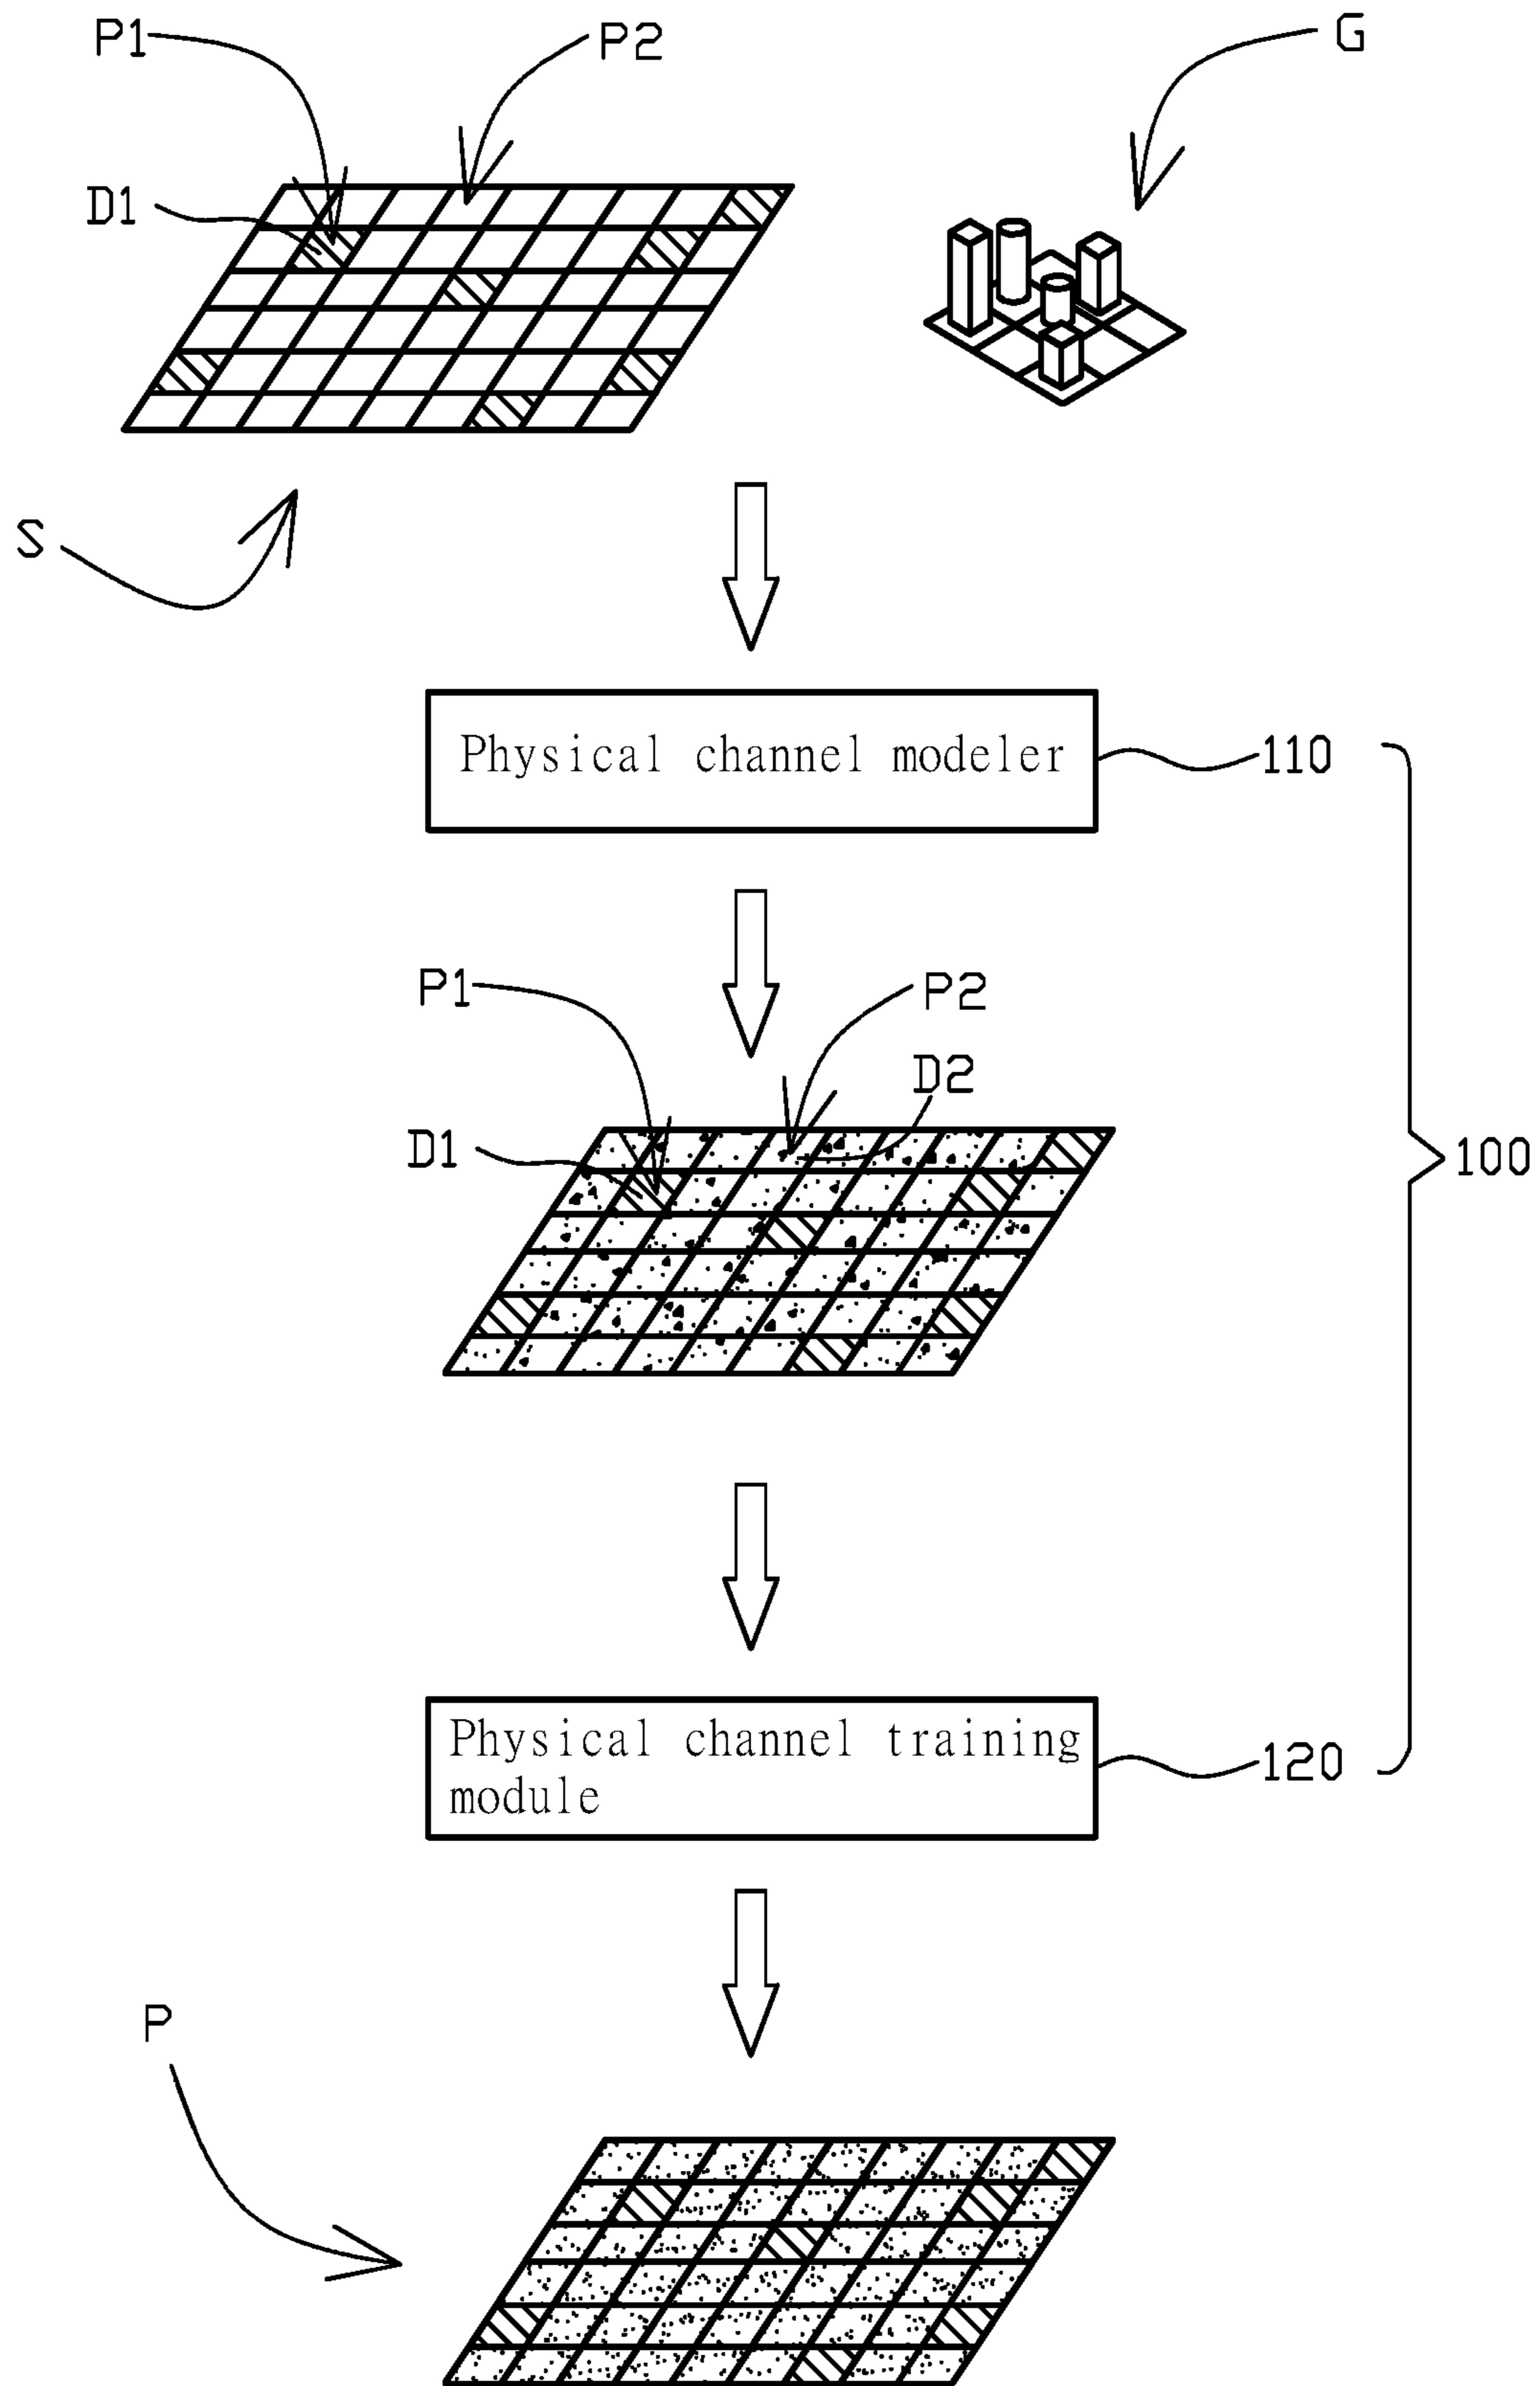 P1
P2
G
D1
S
Physical channel modeler
110
P1
P2
D2
D1
100
Physical channel training
module
120
P